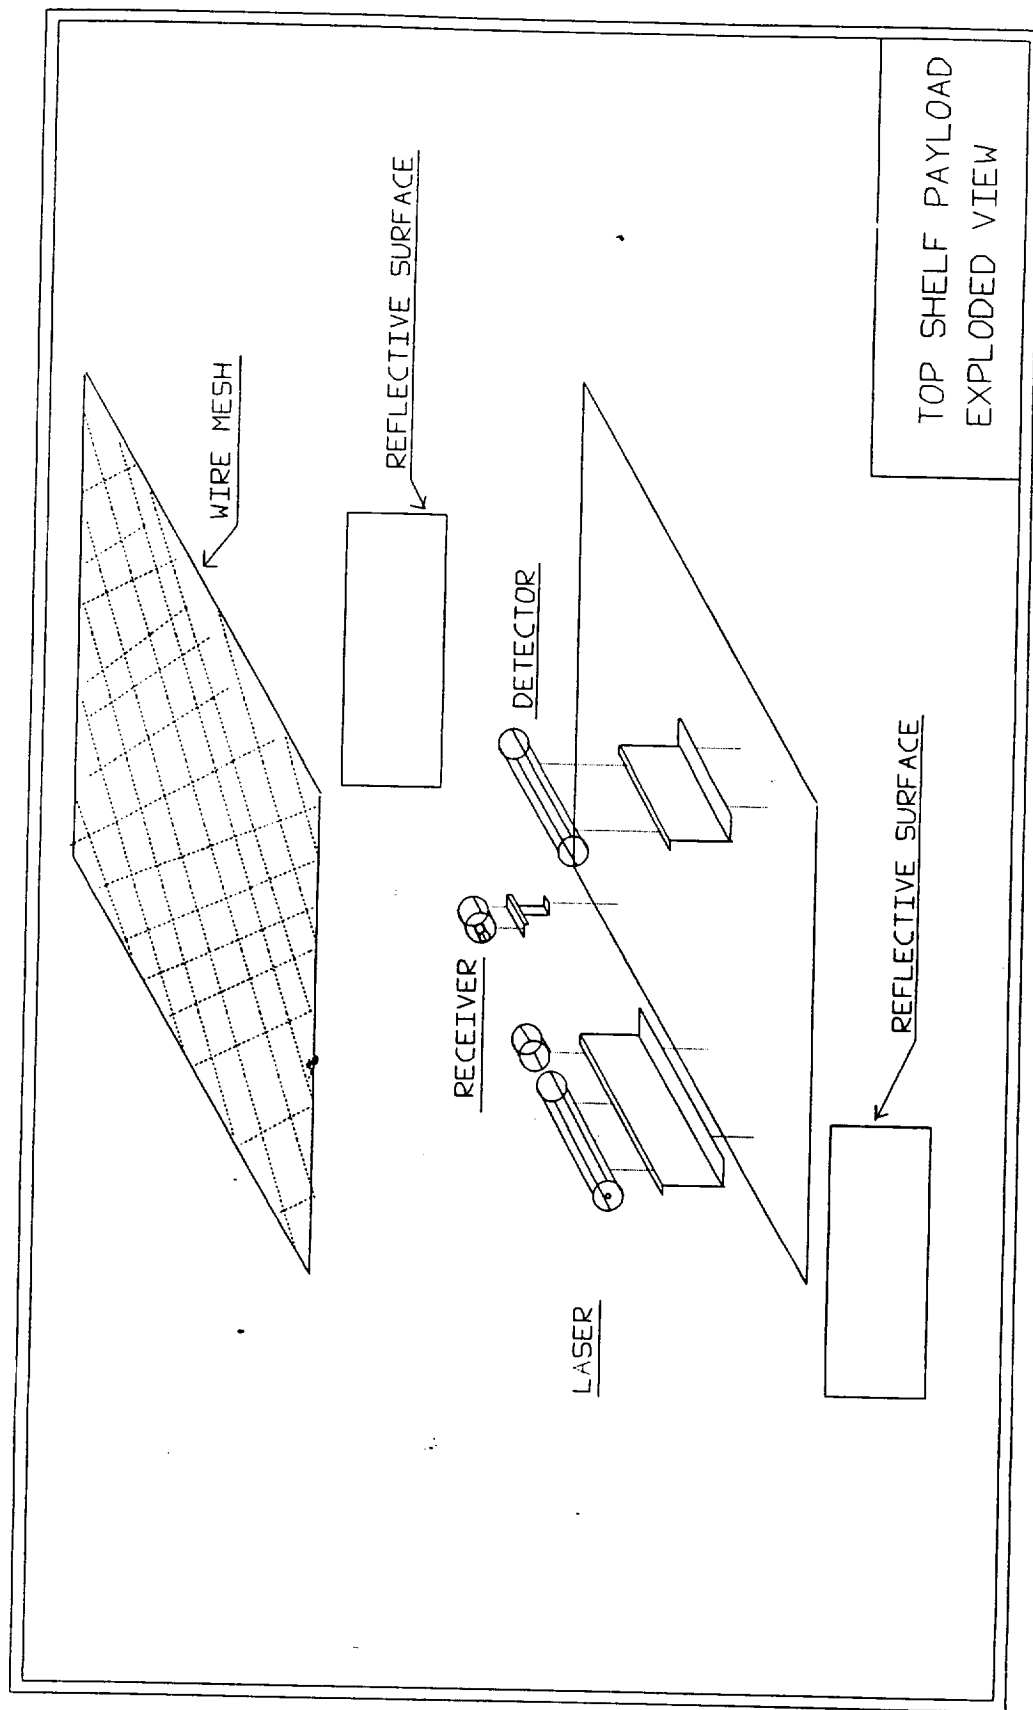 WIRE MESH
REFLECTIVE SURFACE
DETECTOR
RECEIVER
LASER
REFLECTIVE SURFACE
TOP SHELF PAYLOAD
EXPLODED VIEW